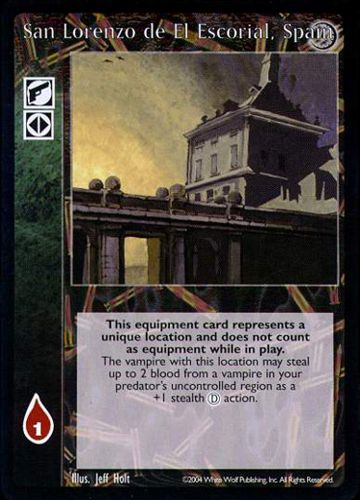 San Lorenzo de El Escorial, Spain
This equipment card represents a
unique location and does not count
as equipment while in play.
The vampire with this location may steal
up to 2 blood from a vampire in your
predator's uncontrolled region as a
+1 stealth D action.
1
Illus. Jeff Holt
©2004 White Wolf Publishing, Inc. All Rights Reserved.